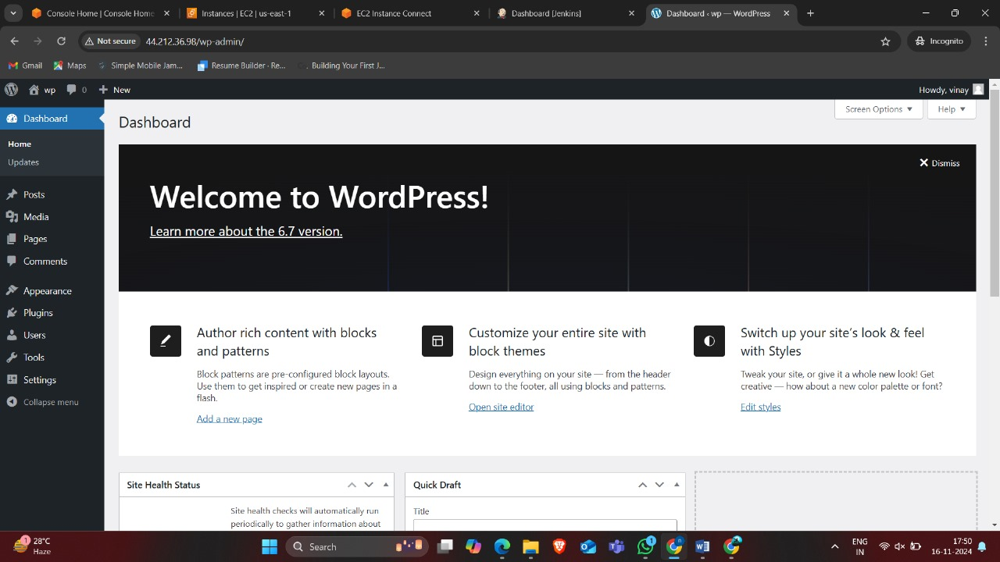 Console Home | Console Home
Instances | EC2 | us-east-1
EC2 Instance Connect
Dashboard [Jenkins]
Dashboard ‹ wp — WordPress
Not secure
44.212.36.98/wp-admin/
Incognito
Gmail
Maps
Simple Mobile Jam...
Resume Builder · Re...
Building Your First J...
wp
0
New
Howdy, vinay
Dashboard
Home
Updates
Posts
Media
Pages
Comments
Appearance
Plugins
Users
Tools
Settings
Collapse menu
Screen Options
Help
Dashboard
Dismiss
Welcome to WordPress!
Learn more about the 6.7 version.
Author rich content with blocks
and patterns
Block patterns are pre-configured block layouts.
Use them to get inspired or create new pages in a
flash.
Add a new page
Customize your entire site with
block themes
Design everything on your site — from the header
down to the footer, all using blocks and patterns.
Open site editor
Switch up your site’s look & feel
with Styles
Tweak your site, or give it a whole new look! Get
creative — how about a new color palette or font?
Edit styles
Site Health Status
Site health checks will automatically run
periodically to gather information about
Quick Draft
Title
1
28°C
Haze
Search
1
n
ENG
IN
17:50
16-11-2024